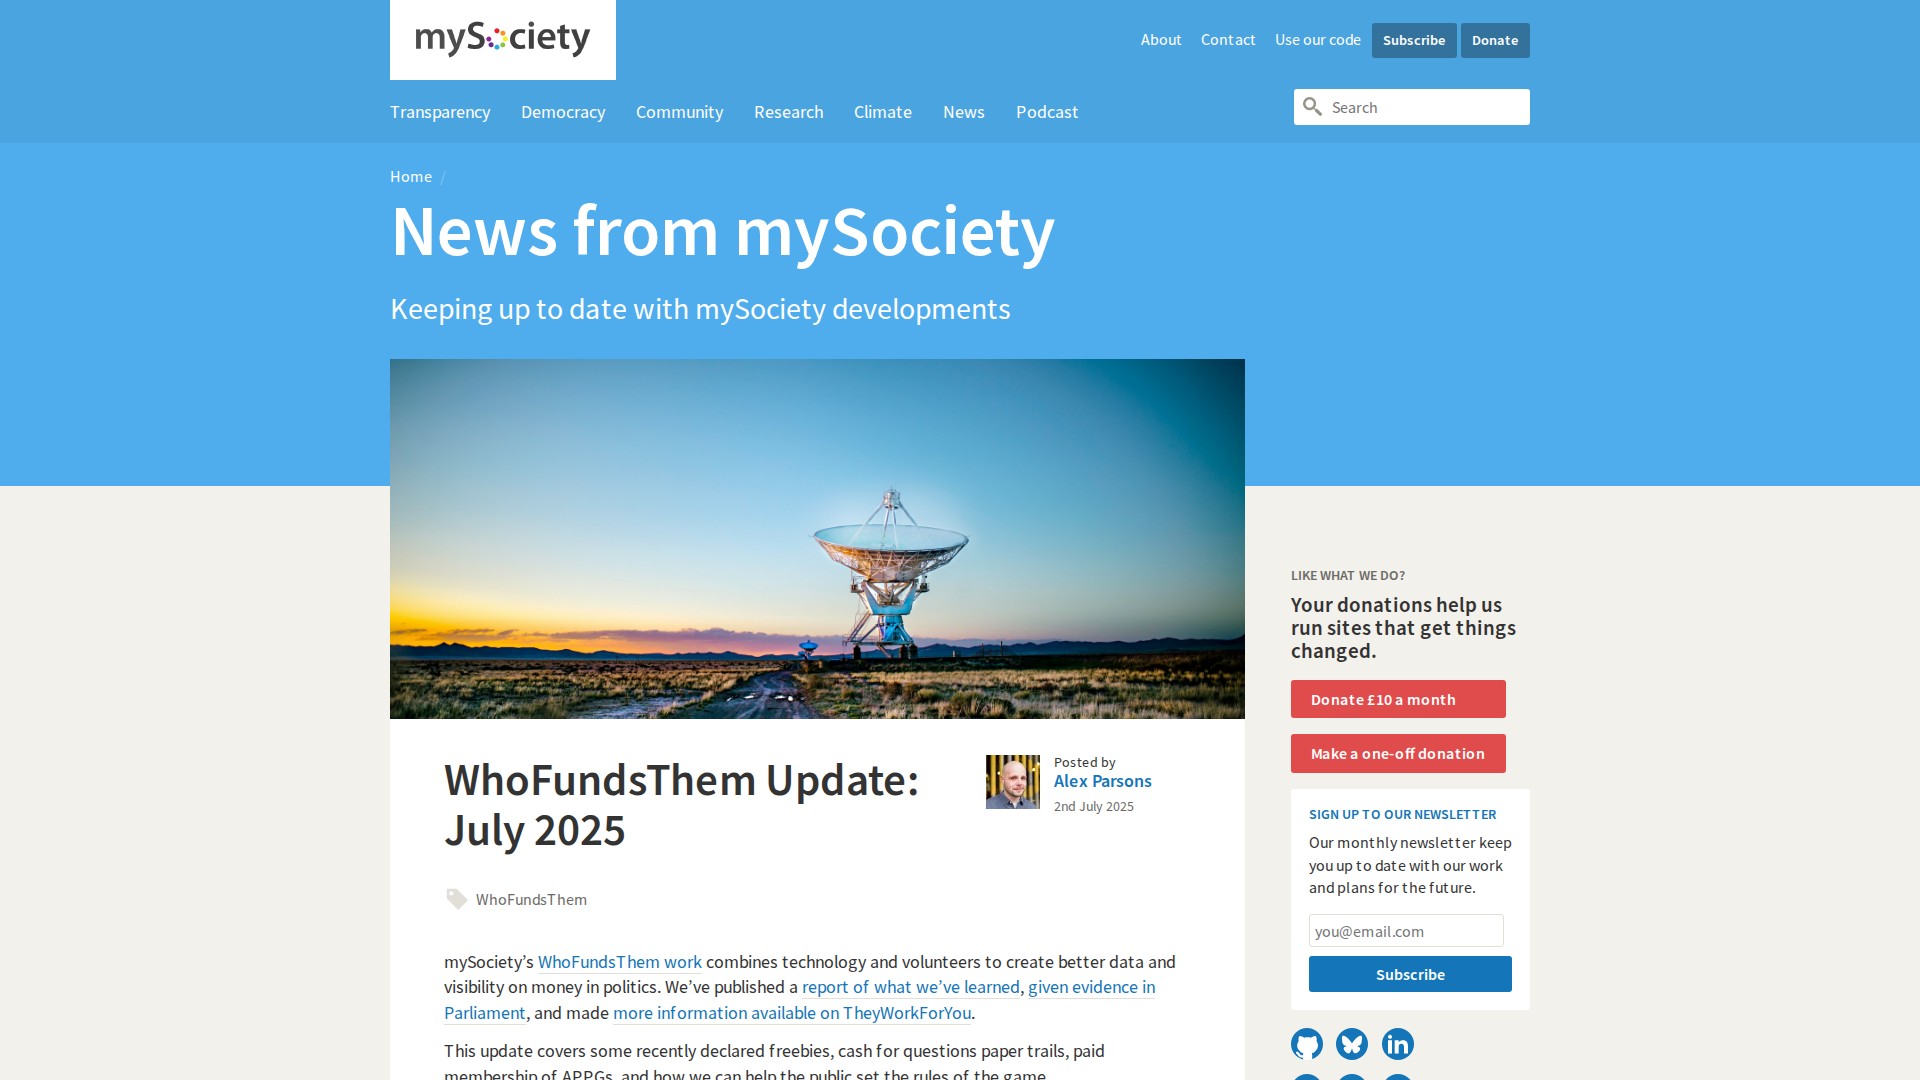 mySociety
About Contact Use our code Subscribe Donate
Transparency Democracy Community Research Climate News Podcast
Search
Home /
News from mySociety
Keeping up to date with mySociety developments
WhoFundsThem Update:
July 2025
Posted by
Alex Parsons
2nd July 2025
WhoFundsThem
mySociety’s WhoFundsThem work combines technology and volunteers to create better data and
visibility on money in politics. We’ve published a report of what we’ve learned, given evidence in
Parliament, and made more information available on TheyWorkForYou.
This update covers some recently declared freebies, cash for questions paper trails, paid
membership of APPGs, and how we can help the public set the rules of the game.
LIKE WHAT WE DO?
Your donations help us
run sites that get things
changed.
Donate £10 a month
Make a one-off donation
SIGN UP TO OUR NEWSLETTER
Our monthly newsletter keep
you up to date with our work
and plans for the future.
you@email.com
Subscribe
in